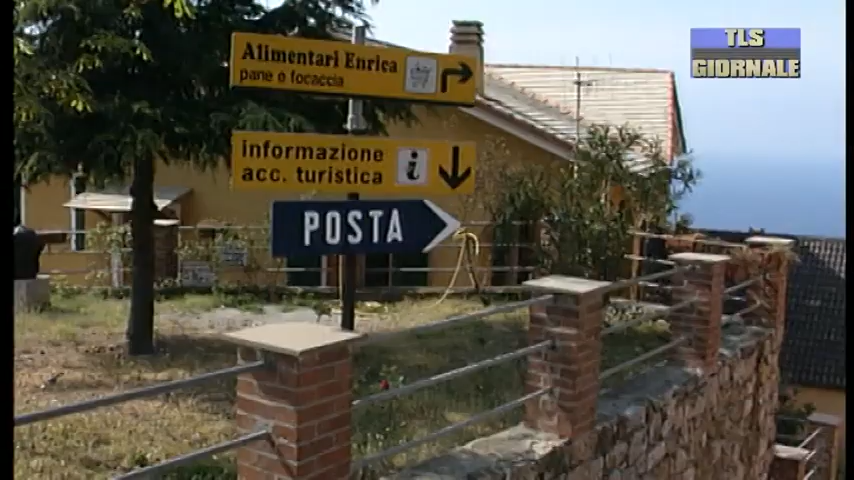 TLS
GIORNALE
Alimentari Enrica
pane e focaccia
informazione
acc. turistica
i
POSTA